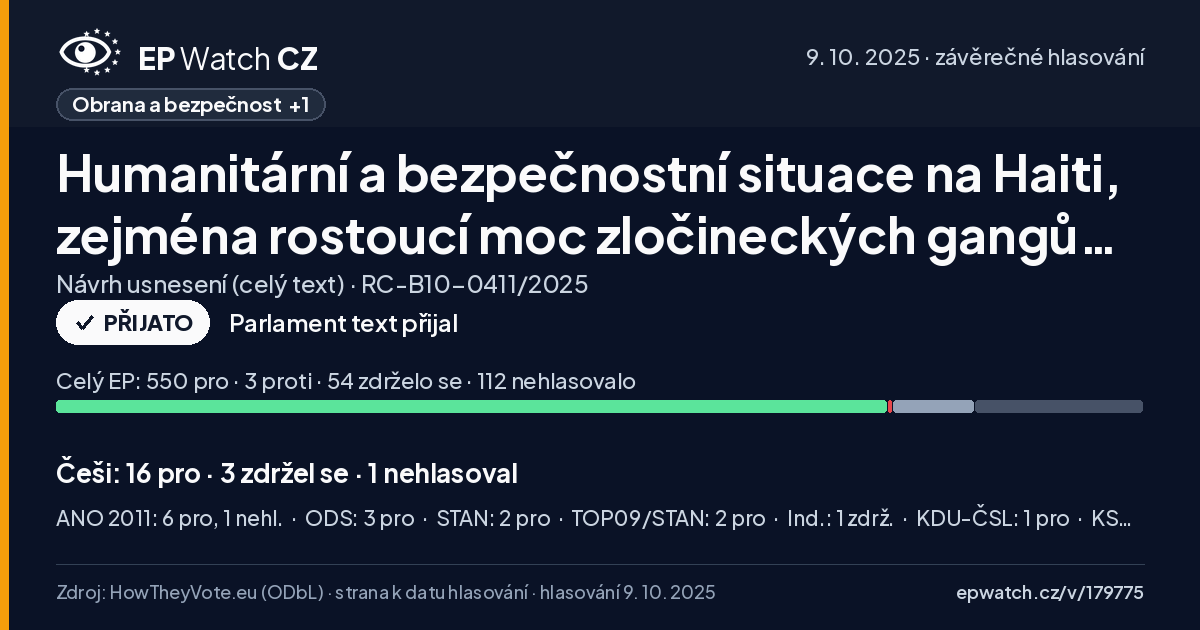 EP Watch CZ
9. 10. 2025 · závěrečné hlasování
Obrana a bezpečnost +1
Humanitární a bezpečnostní situace na Haiti,
zejména rostoucí moc zločineckých gangů…
Návrh usnesení (celý text) · RC-B10-0411/2025
✓ PŘIJATO
Parlament text přijal
Celý EP: 550 pro · 3 proti · 54 zdrželo se · 112 nehlasovalo
Češi: 16 pro · 3 zdržel se · 1 nehlasoval
ANO 2011: 6 pro, 1 nehl. · ODS: 3 pro · STAN: 2 pro · TOP09/STAN: 2 pro · Ind.: 1 zdrž. · KDU-ČSL: 1 pro · KS…
Zdroj: HowTheyVote.eu (ODbL) · strana k datu hlasování · hlasování 9. 10. 2025
epwatch.cz/v/179775